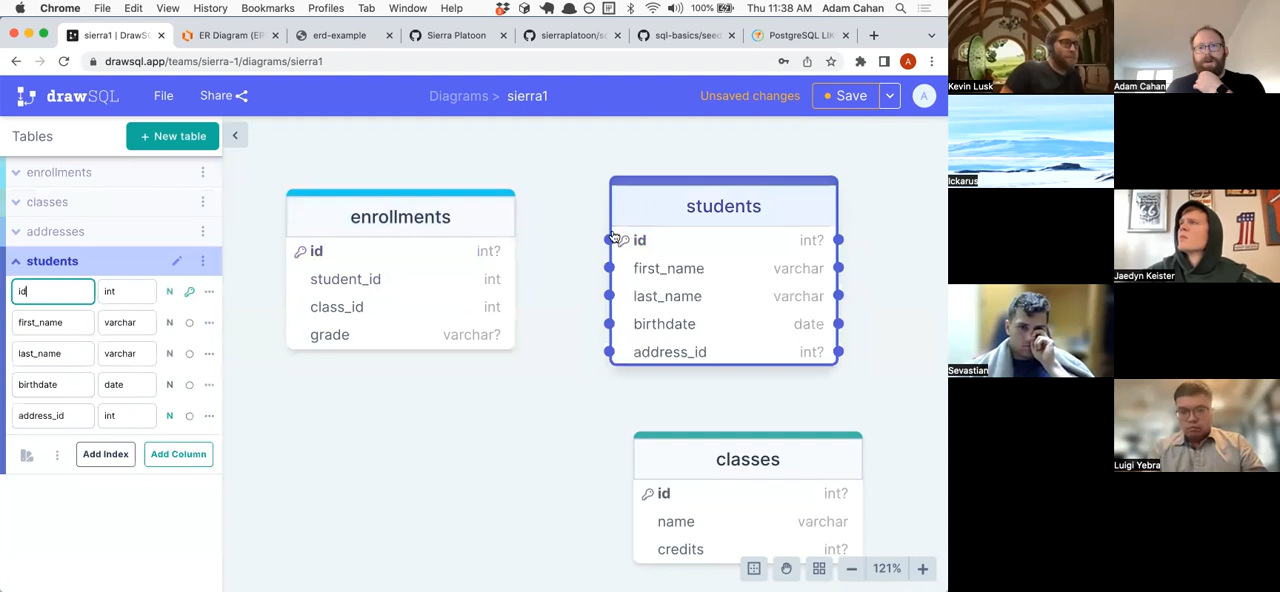 Chrome File Edit View History Bookmarks Profiles Tab Window Help 100% Thu 11:38 AM Adam Cahan
sierra1 | DrawS ER Diagram (ER erd-example Sierra Platoon sierraplatoon/s sql-basics/seed PostgreSQL LIK
drawsql.app/teams/sierra-1/diagrams/sierra1 A
drawSQL File Share Diagrams > sierra1 Unsaved changes Save A
Tables + New table
enrollments
classes
addresses
students
id int N
first_name varchar N
last_name varchar N
birthdate date N
address_id int N
Add Index Add Column
enrollments
id int?
student_id int
class_id int
grade varchar?
students
id int?
first_name varchar
last_name varchar
birthdate date
address_id int?
classes
id int?
name varchar
credits int?
121%
Kevin Lusk
Adam Cahan
Ickarus
Jaedyn Keister
Sevastian
Luigi Yebra